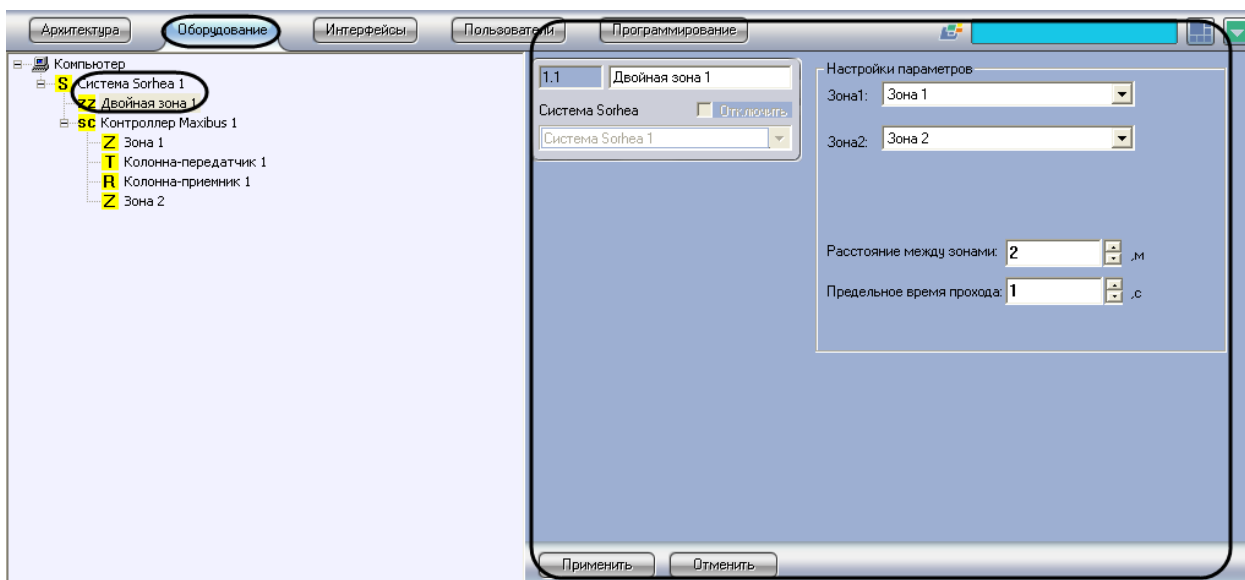 Архитектура Оборудование Интерфейсы Пользователи Программирование
Компьютер
S Система Sorhea 1
ZZ Двойная зона 1
SC Контроллер Maxibus 1
Z Зона 1
T Колонна-передатчик 1
R Колонна-приемник 1
Z Зона 2
1.1 Двойная зона 1
Система Sorhea Отключить
Система Sorhea 1
Настройки параметров
Зона1: Зона 1
Зона2: Зона 2
Расстояние между зонами: 2 ,м
Предельное время прохода: 1 ,с
Применить Отменить